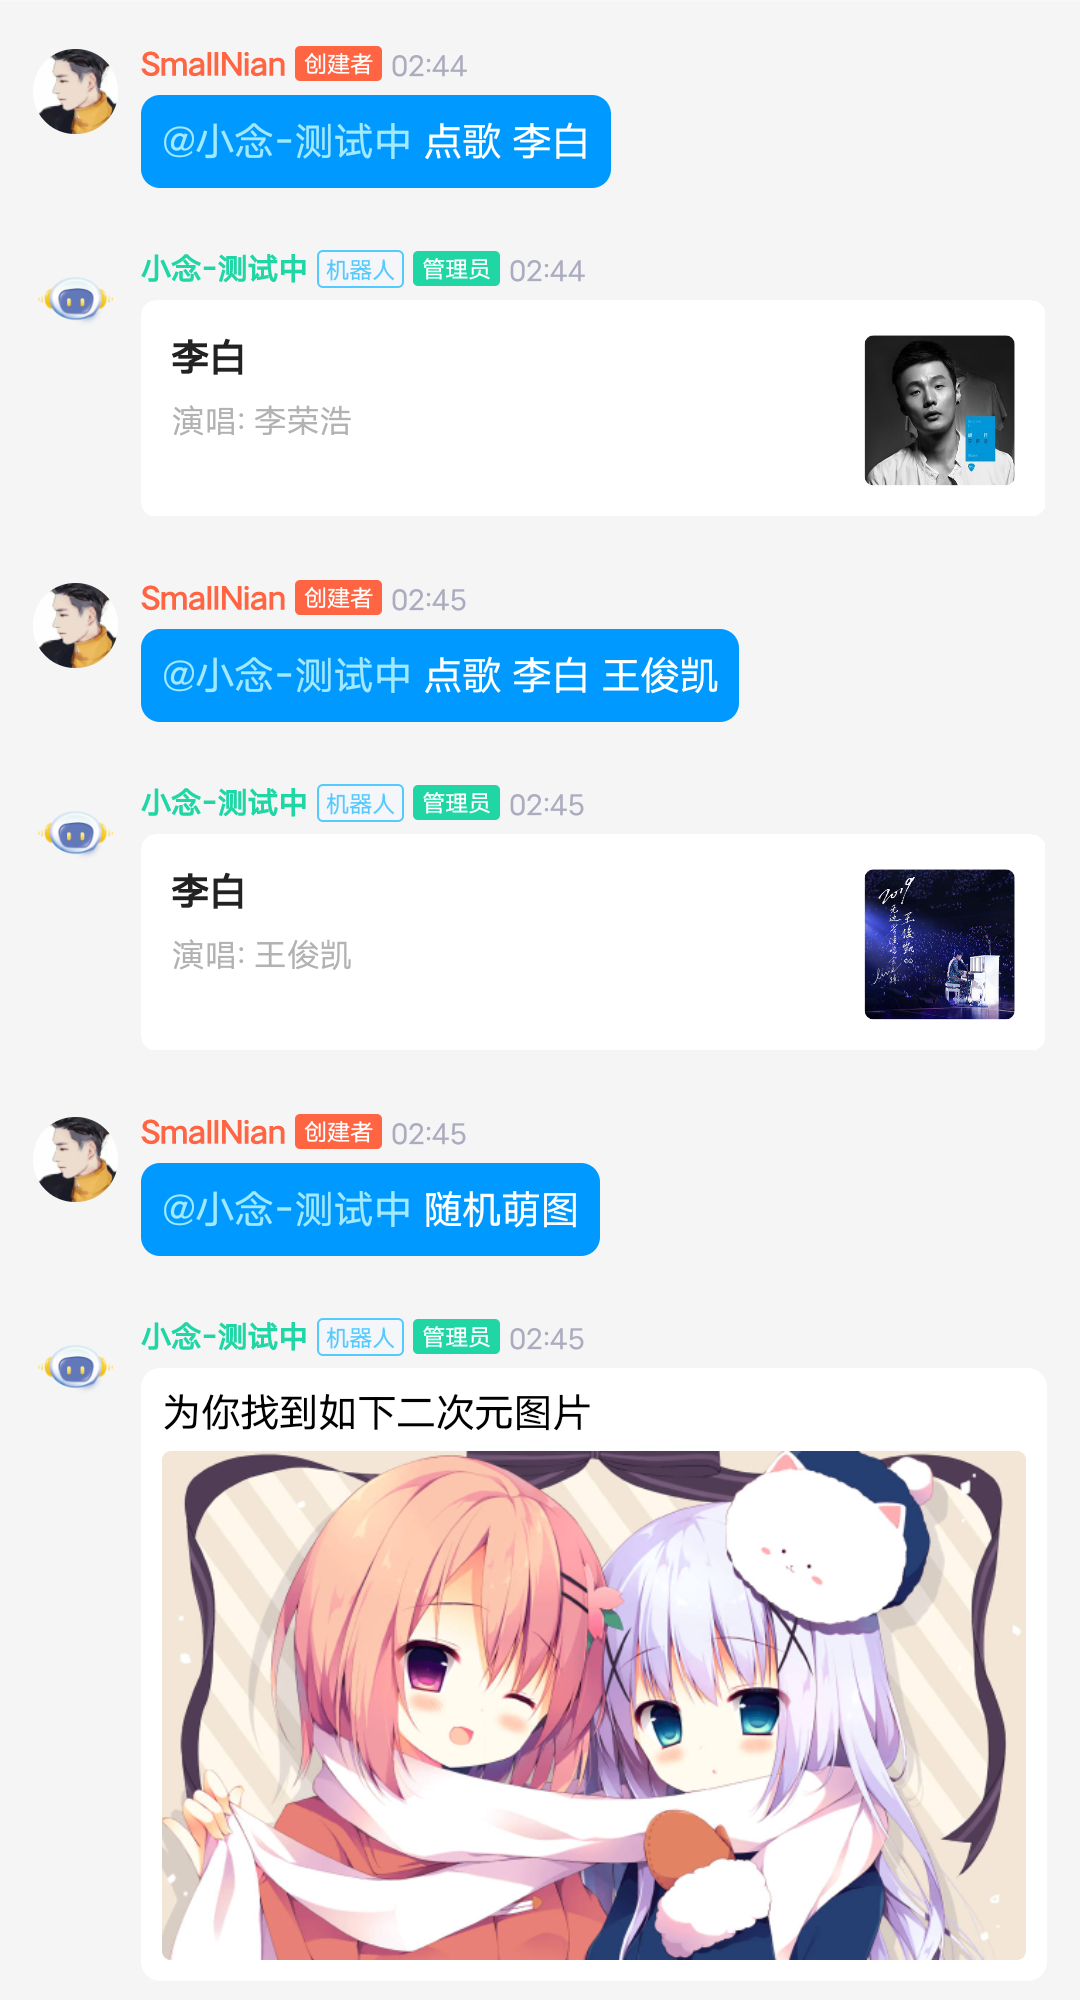 SmallNian 创建者 02:44
@小念-测试中 点歌 李白
小念-测试中 机器人 管理员 02:44
李白
演唱: 李荣浩
SmallNian 创建者 02:45
@小念-测试中 点歌 李白 王俊凯
小念-测试中 机器人 管理员 02:45
李白
演唱: 王俊凯
2019
王俊凯
live
SmallNian 创建者 02:45
@小念-测试中 随机萌图
小念-测试中 机器人 管理员 02:45
为你找到如下二次元图片